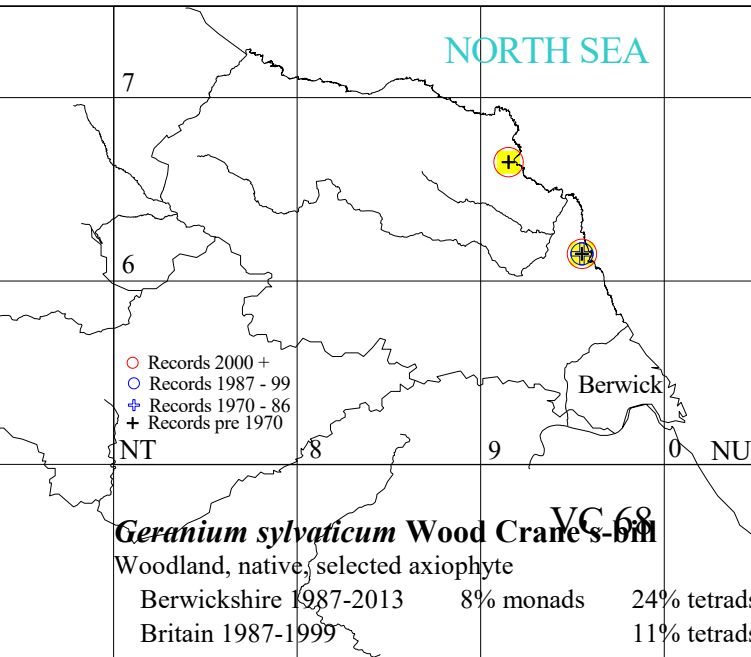 NORTH SEA
7
6
Records 2000 +
Records 1987 - 99
Records 1970 - 86
Records pre 1970
Berwick
NT 8 9 0 NU
VC 68
Geranium sylvaticum Wood Crane's-bill
Woodland, native, selected axiophyte
Berwickshire 1987-2013 8% monads 24% tetrads
Britain 1987-1999 11% tetrads